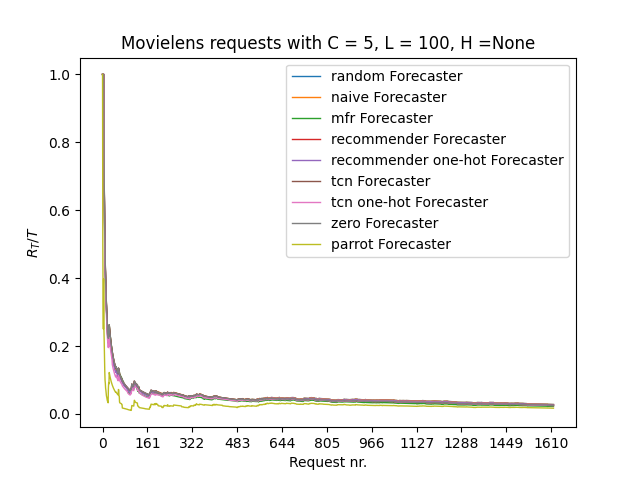 Movielens requests with C = 5, L = 100, H =None
random Forecaster
naive Forecaster
mfr Forecaster
recommender Forecaster
recommender one-hot Forecaster
tcn Forecaster
tcn one-hot Forecaster
zero Forecaster
parrot Forecaster
R_T/T
1.0
0.8
0.6
0.4
0.2
0.0
0 161 322 483 644 805 966 1127 1288 1449 1610
Request nr.